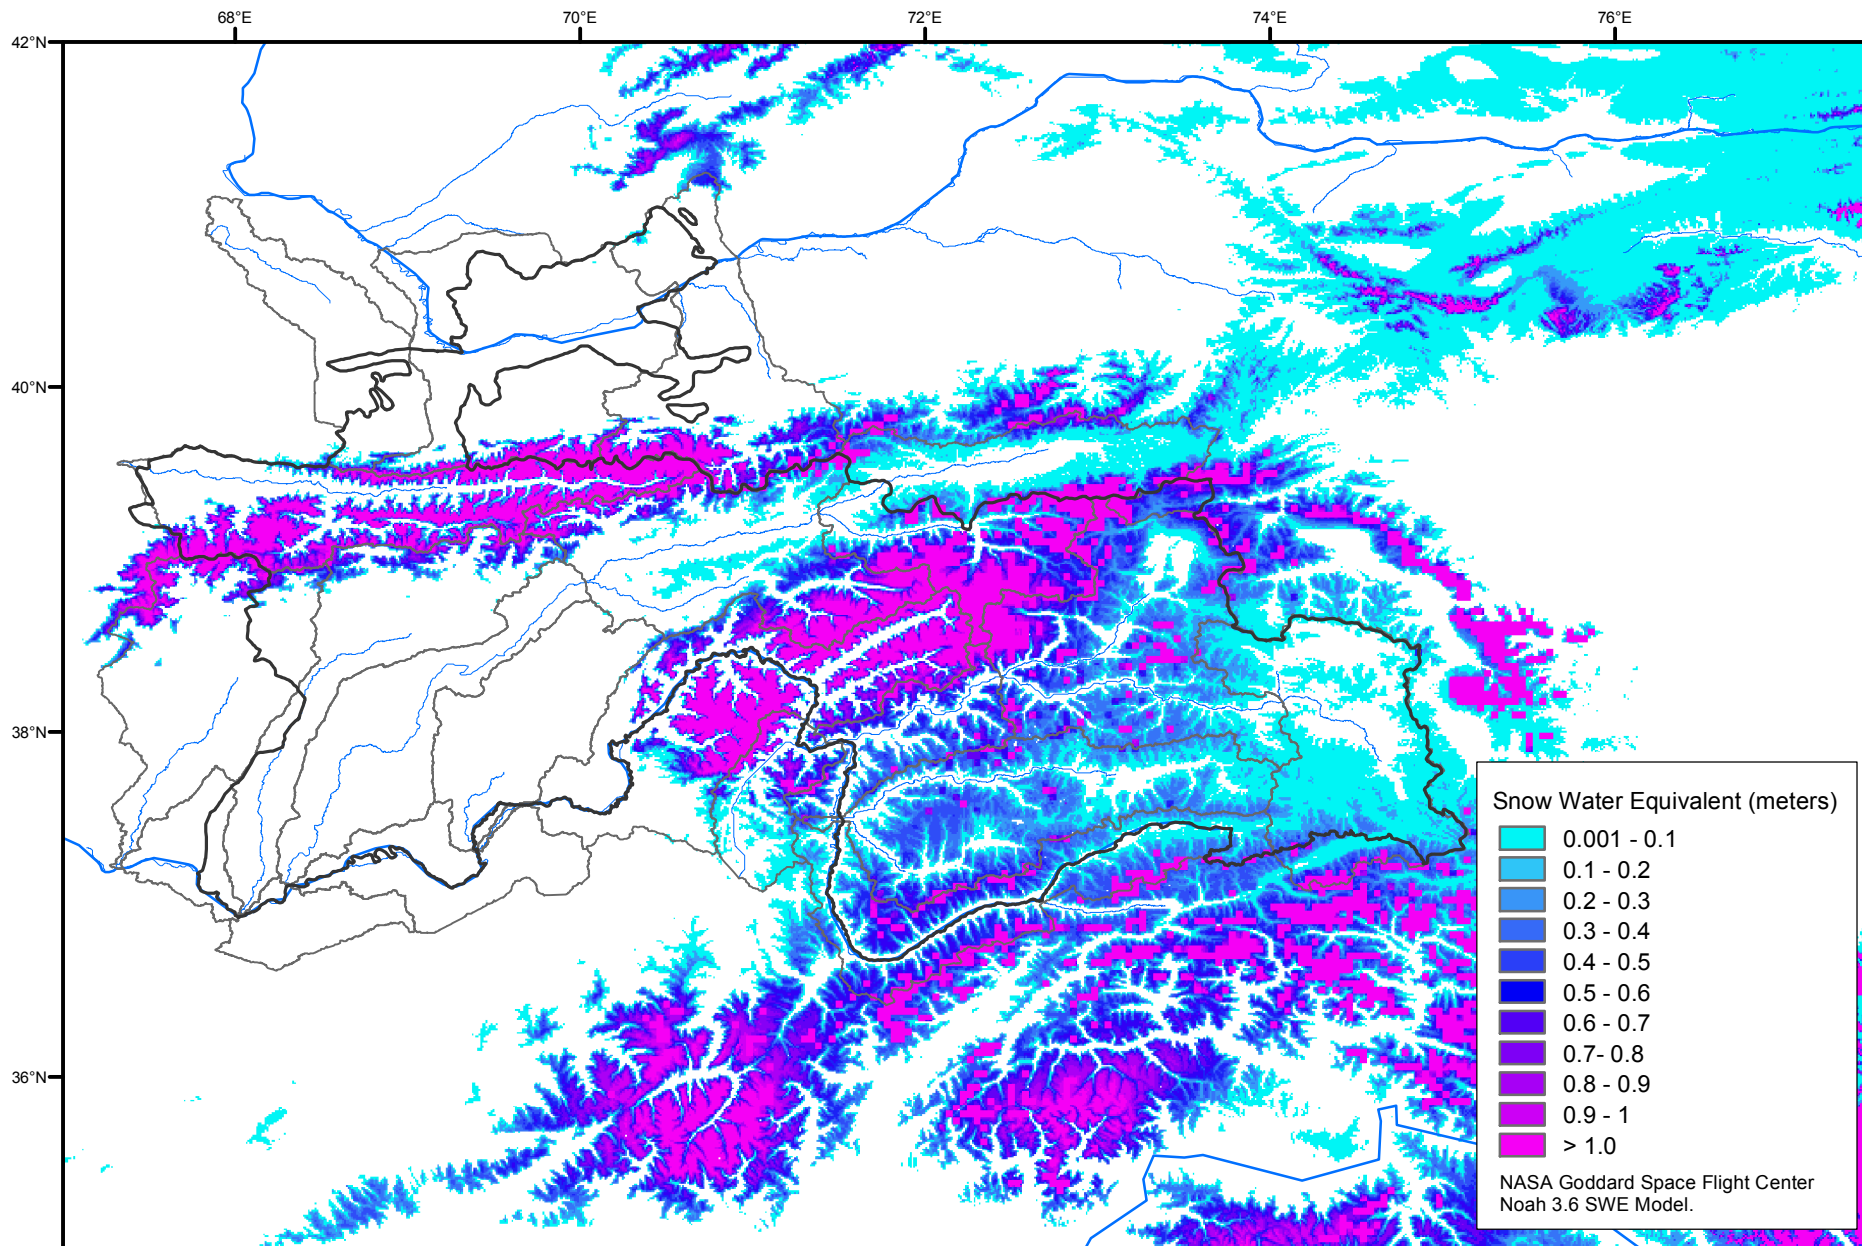 68°E
70°E
72°E
74°E
76°E
42°N
40°N
38°N
36°N
Snow Water Equivalent (meters)
0.001 - 0.1
0.1 - 0.2
0.2 - 0.3
0.3 - 0.4
0.4 - 0.5
0.5 - 0.6
0.6 - 0.7
0.7- 0.8
0.8 - 0.9
0.9 - 1
> 1.0
NASA Goddard Space Flight Center
Noah 3.6 SWE Model.